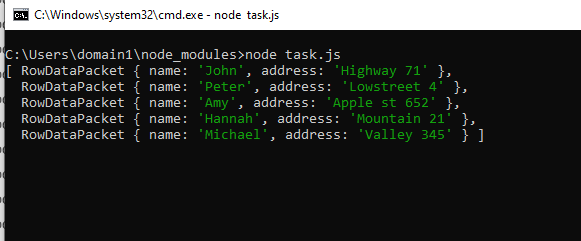 C:\Windows\system32\cmd.exe - node task.js
C:\Users\domain1\node_modules>node task.js
[ RowDataPacket { name: 'John', address: 'Highway 71' },
RowDataPacket { name: 'Peter', address: 'Lowstreet 4' },
RowDataPacket { name: 'Amy', address: 'Apple st 652' },
RowDataPacket { name: 'Hannah', address: 'Mountain 21' },
RowDataPacket { name: 'Michael', address: 'Valley 345' } ]